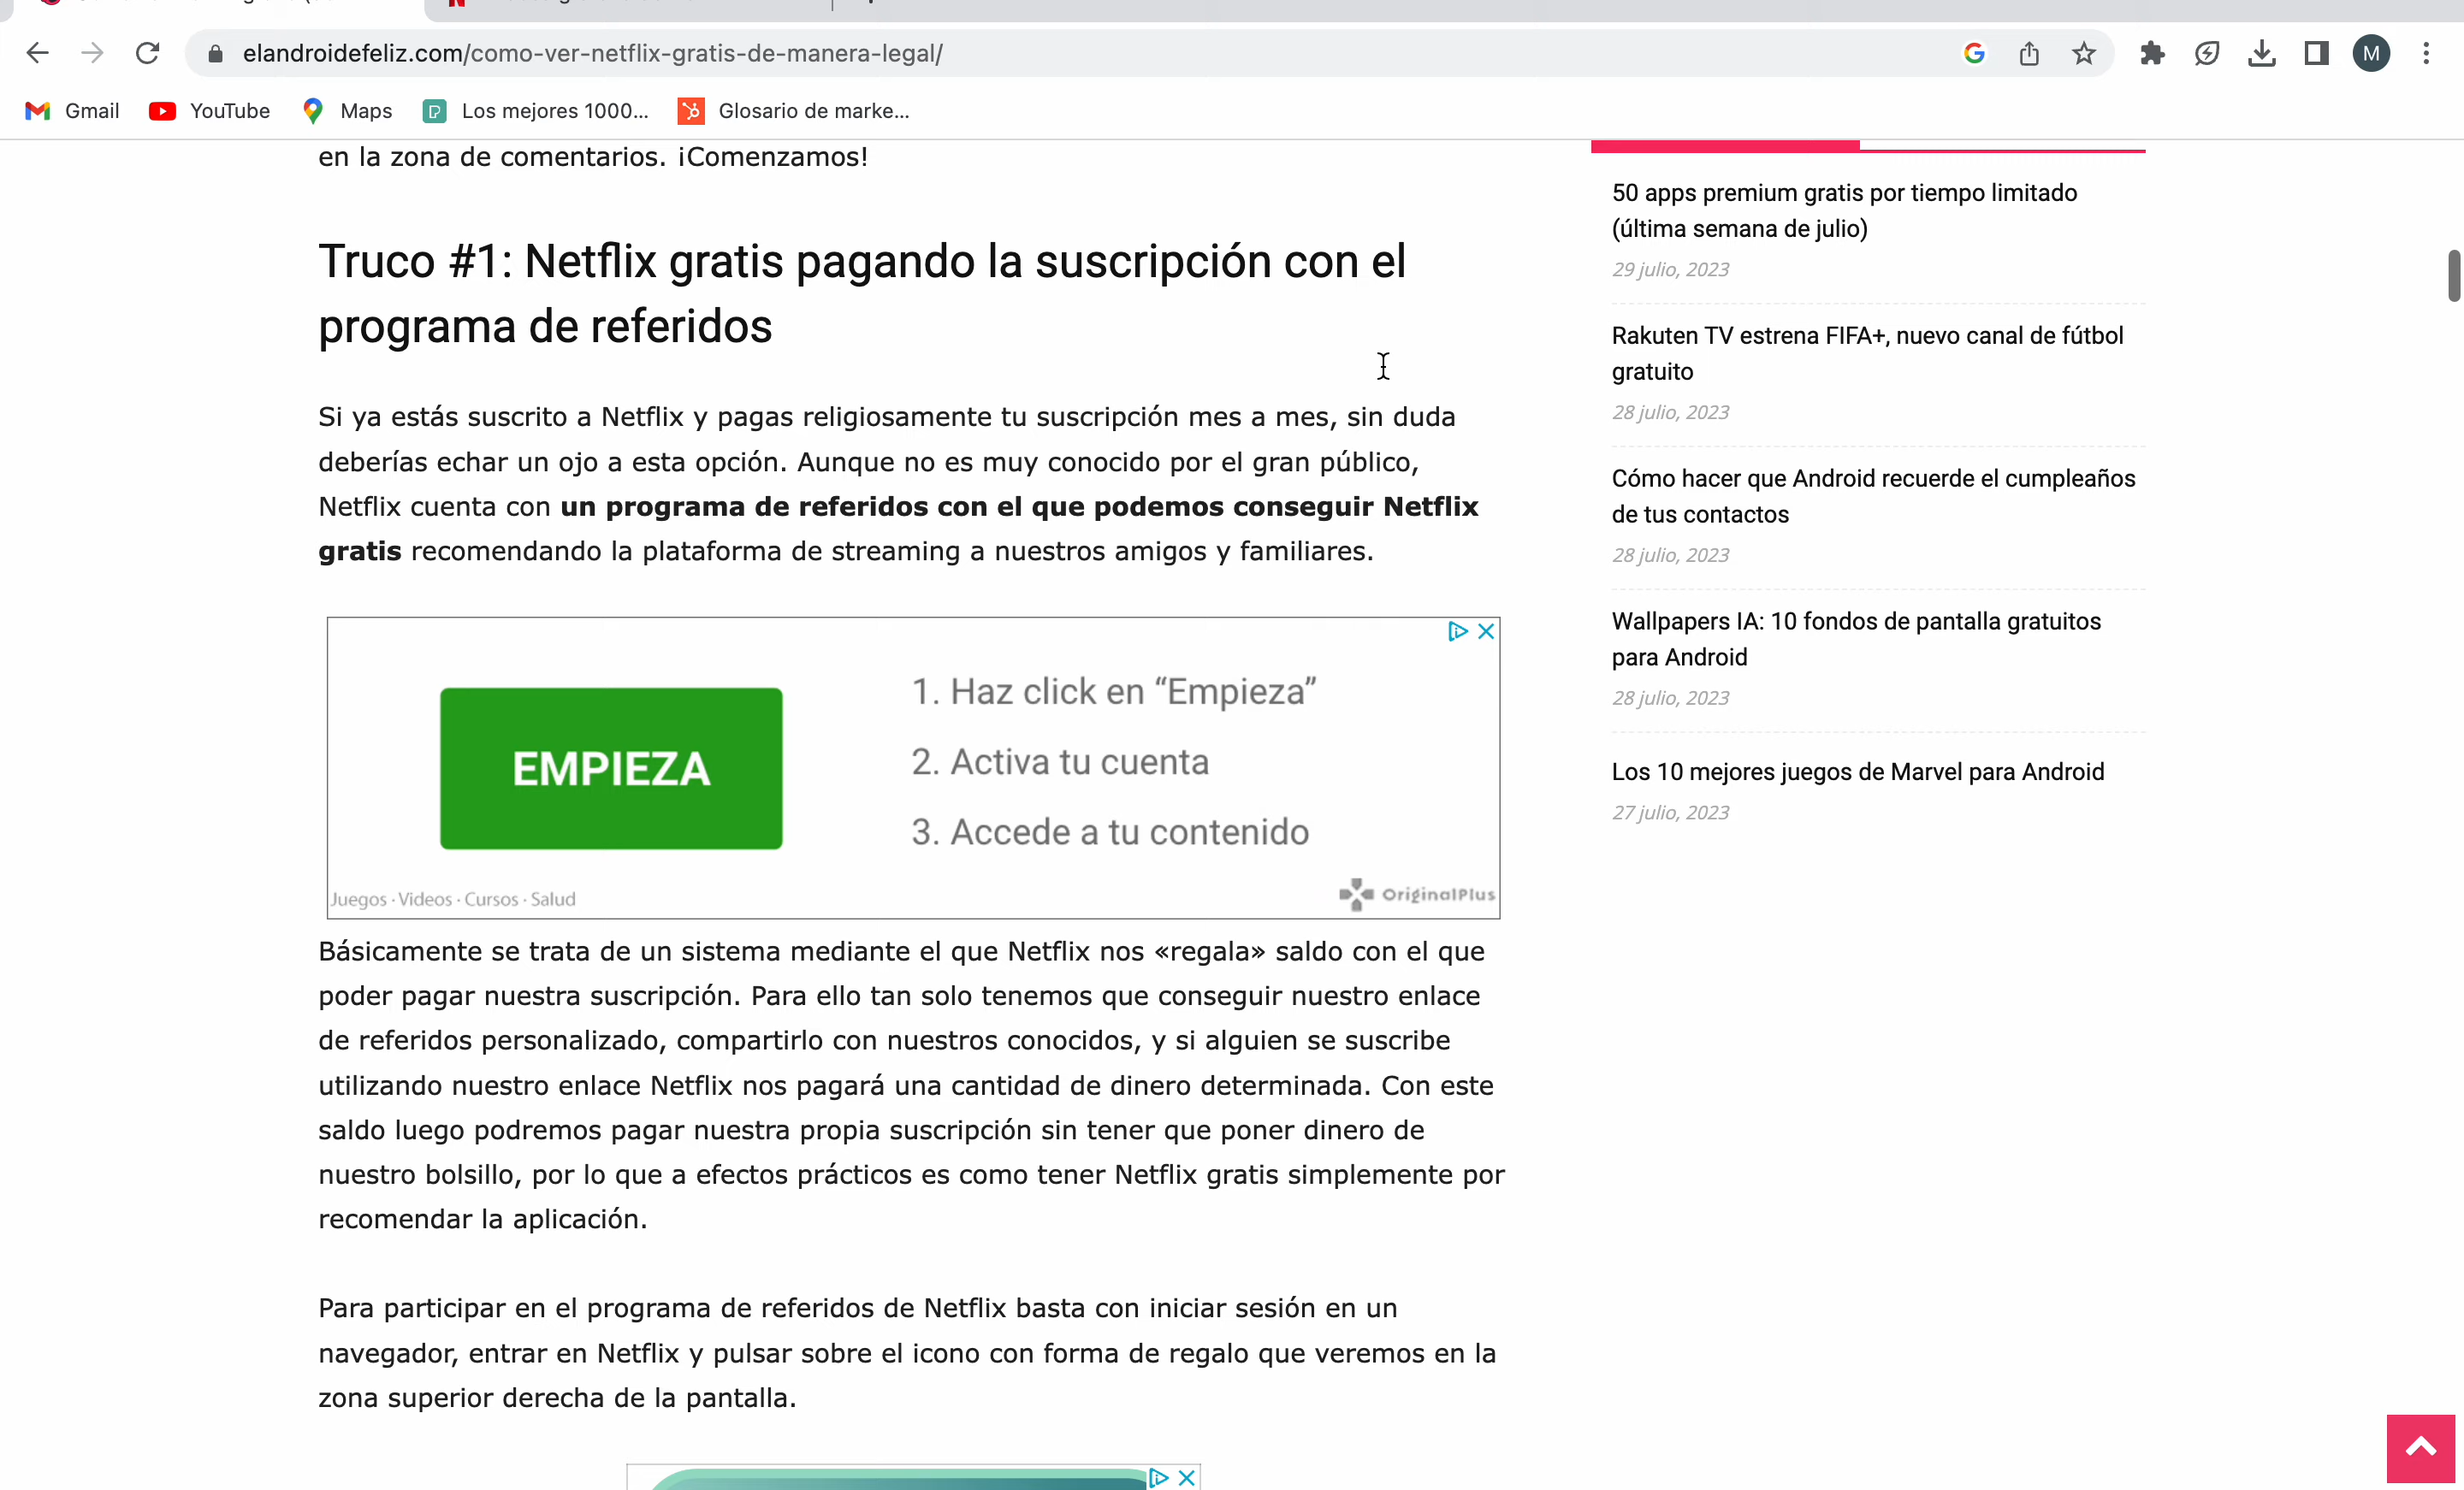 elandroidefeliz.com/como-ver-netflix-gratis-de-manera-legal/
M
Gmail
YouTube
Maps
Los mejores 1000...
Glosario de marke...
en la zona de comentarios. ¡Comenzamos!
Truco #1: Netflix gratis pagando la suscripción con el
programa de referidos
Si ya estás suscrito a Netflix y pagas religiosamente tu suscripción mes a mes, sin duda
deberías echar un ojo a esta opción. Aunque no es muy conocido por el gran público,
Netflix cuenta con un programa de referidos con el que podemos conseguir Netflix
gratis recomendando la plataforma de streaming a nuestros amigos y familiares.
EMPIEZA
1. Haz click en “Empieza”
2. Activa tu cuenta
3. Accede a tu contenido
Juegos · Videos · Cursos · Salud
OriginalPlus
Básicamente se trata de un sistema mediante el que Netflix nos «regala» saldo con el que
poder pagar nuestra suscripción. Para ello tan solo tenemos que conseguir nuestro enlace
de referidos personalizado, compartirlo con nuestros conocidos, y si alguien se suscribe
utilizando nuestro enlace Netflix nos pagará una cantidad de dinero determinada. Con este
saldo luego podremos pagar nuestra propia suscripción sin tener que poner dinero de
nuestro bolsillo, por lo que a efectos prácticos es como tener Netflix gratis simplemente por
recomendar la aplicación.
Para participar en el programa de referidos de Netflix basta con iniciar sesión en un
navegador, entrar en Netflix y pulsar sobre el icono con forma de regalo que veremos en la
zona superior derecha de la pantalla.
50 apps premium gratis por tiempo limitado
(última semana de julio)
29 julio, 2023
Rakuten TV estrena FIFA+, nuevo canal de fútbol
gratuito
28 julio, 2023
Cómo hacer que Android recuerde el cumpleaños
de tus contactos
28 julio, 2023
Wallpapers IA: 10 fondos de pantalla gratuitos
para Android
28 julio, 2023
Los 10 mejores juegos de Marvel para Android
27 julio, 2023